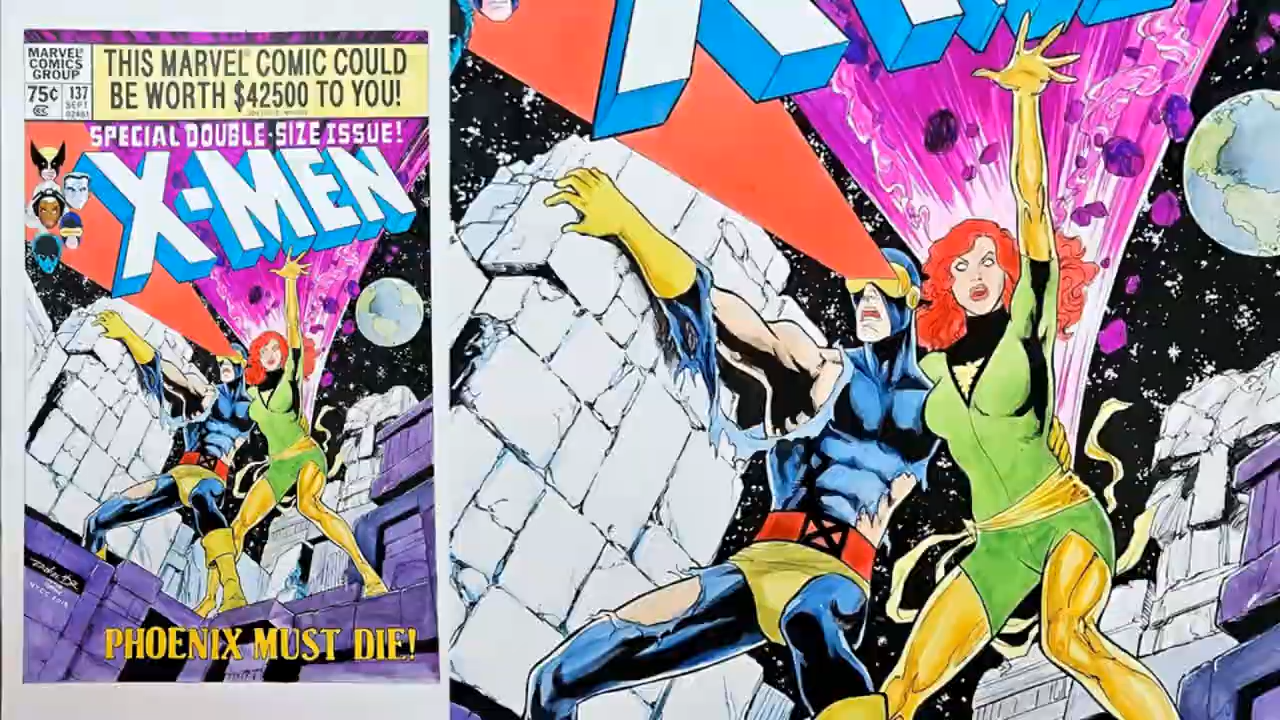 MARVEL®
COMICS
GROUP
75¢
137
SEPT
02461
THIS MARVEL® COMIC COULD
BE WORTH $42500 TO YOU!
SPECIAL DOUBLE-SIZE ISSUE!
X-MEN
PHOENIX MUST DIE!